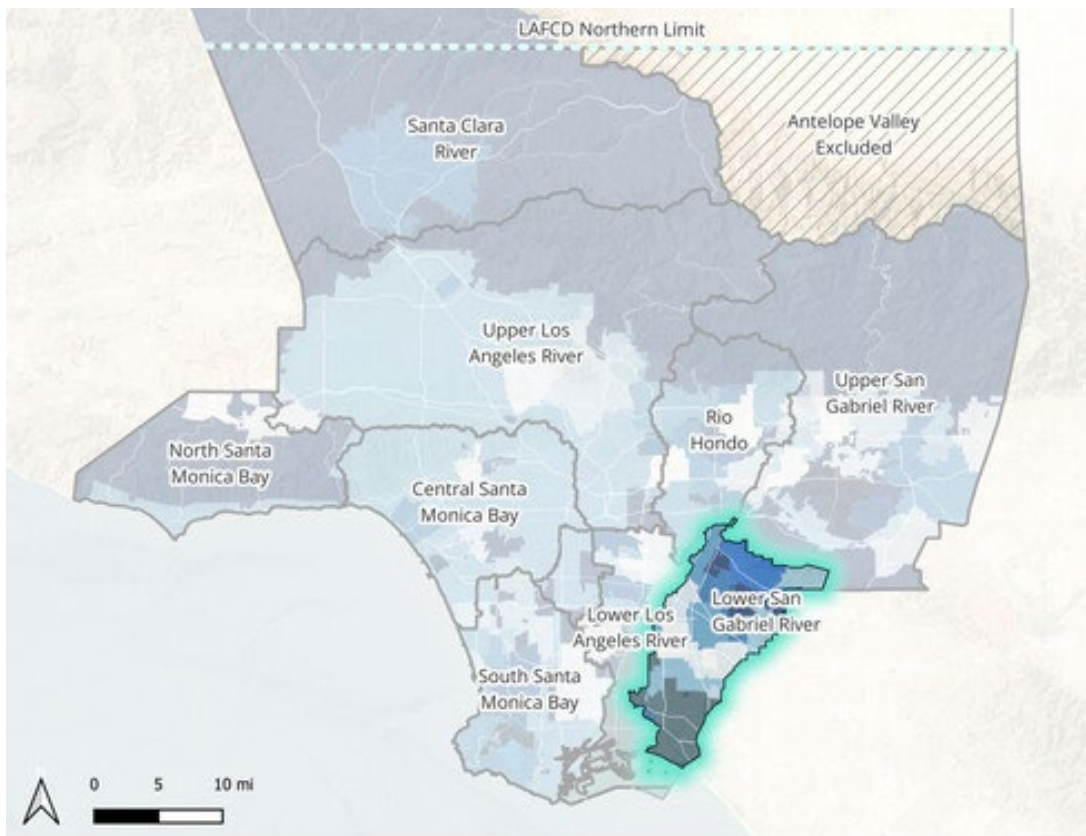 LAFCD Northern Limit
Antelope Valley
Excluded
Santa Clara
River
Upper Los
Angeles River
Upper San
Gabriel River
Rio
Hondo
North Santa
Monica Bay
Central Santa
Monica Bay
Lower San
Gabriel River
Lower Los
Angeles River
South Santa
Monica Bay
0 5 10 mi